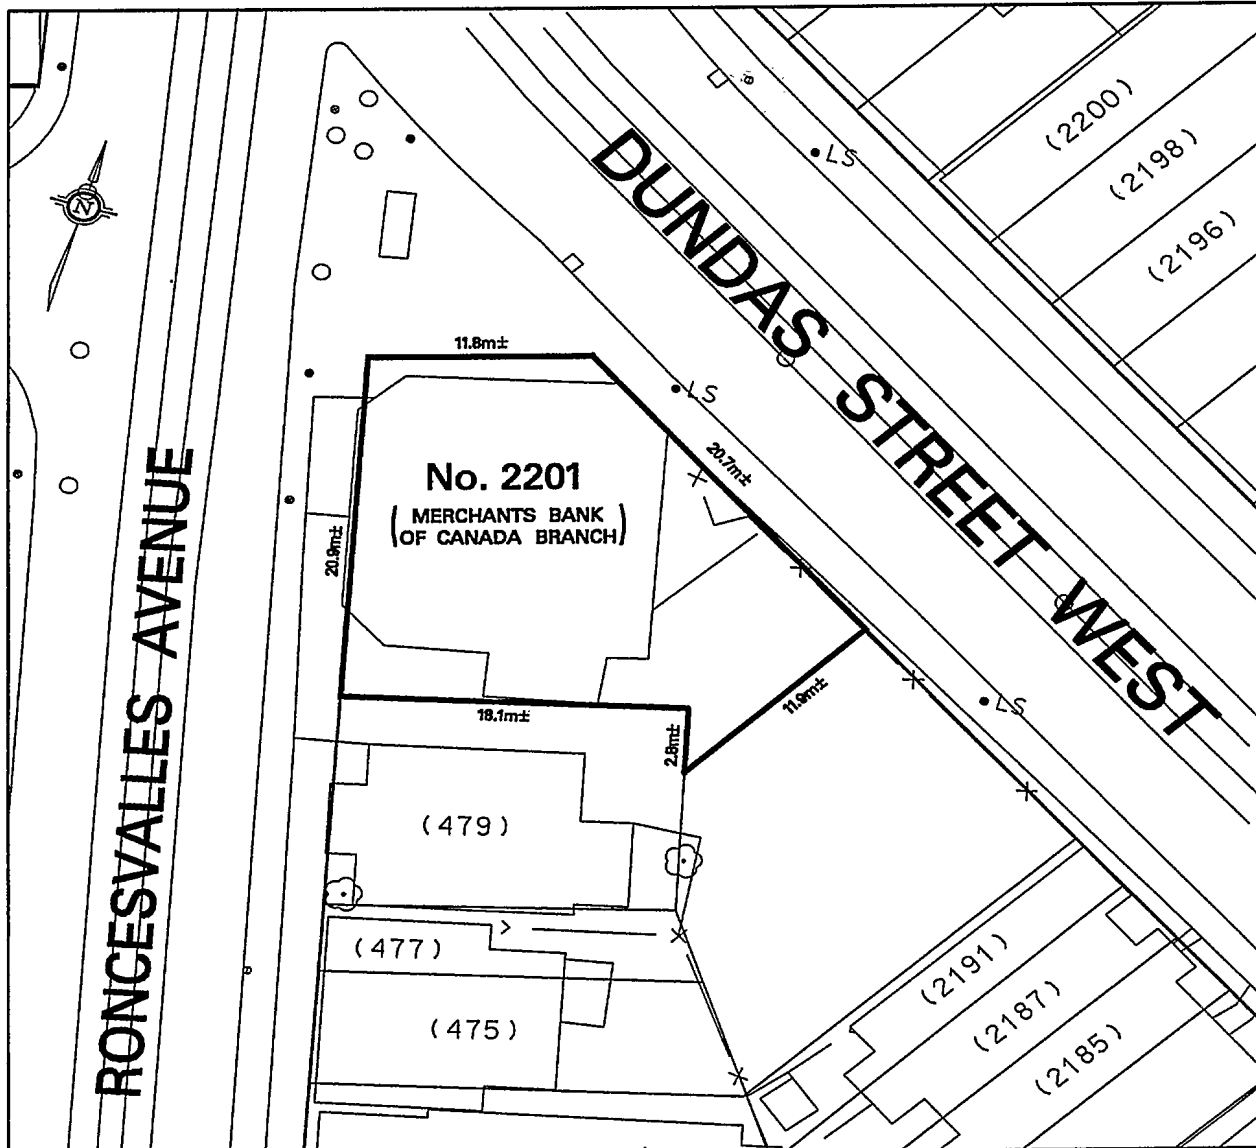 (2200)
(2198)
(2196)
LS
N
DUNDAS STREET WEST
11.8m±
LS
20.7m±
No. 2201
(MERCHANTS BANK
OF CANADA BRANCH)
20.9m±
RONCESVALLES AVENUE
11.9m±
LS
18.1m±
2.8m±
(479)
(477)
(475)
(2191)
(2187)
(2185)